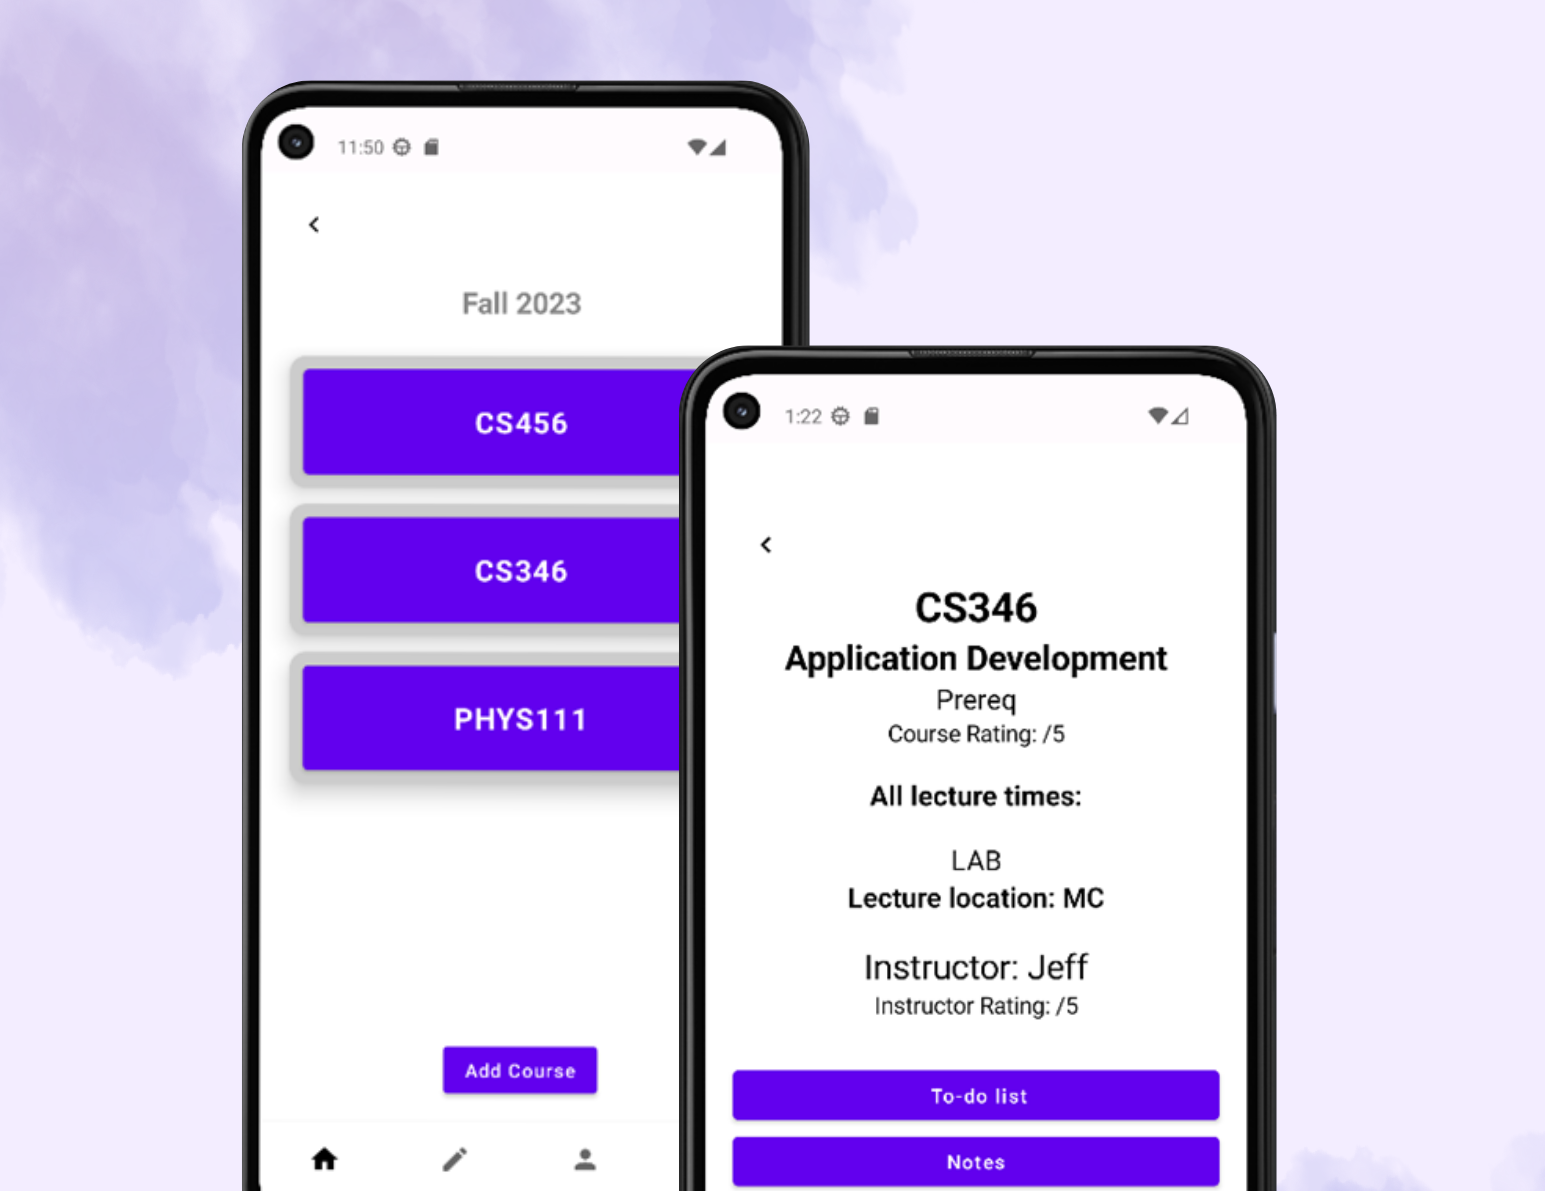 11:50
Fall 2023
CS456
CS346
PHYS111
Add Course
1:22
CS346
Application Development
Prereq
Course Rating: /5
All lecture times:
LAB
Lecture location: MC
Instructor: Jeff
Instructor Rating: /5
To-do list
Notes